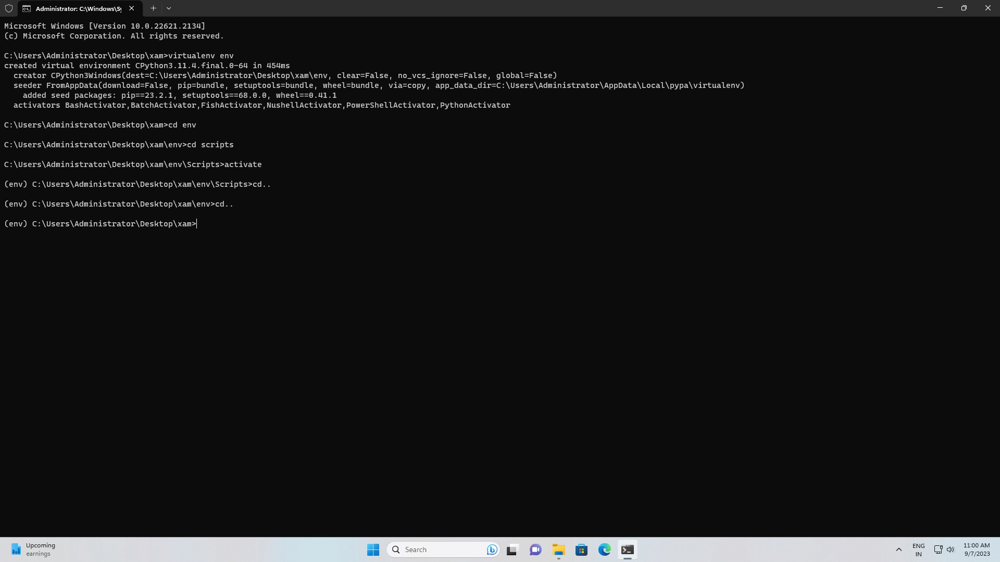 Administrator: C:\Windows\Sy
Microsoft Windows [Version 10.0.22621.2134]
(c) Microsoft Corporation. All rights reserved.
C:\Users\Administrator\Desktop\xam>virtualenv env
created virtual environment CPython3.11.4.final.0-64 in 454ms
  creator CPython3Windows(dest=C:\Users\Administrator\Desktop\xam\env, clear=False, no_vcs_ignore=False, global=False)
  seeder FromAppData(download=False, pip=bundle, setuptools=bundle, wheel=bundle, via=copy, app_data_dir=C:\Users\Administrator\AppData\Local\pypa\virtualenv)
    added seed packages: pip==23.2.1, setuptools==68.0.0, wheel==0.41.1
  activators BashActivator,BatchActivator,FishActivator,NushellActivator,PowerShellActivator,PythonActivator
C:\Users\Administrator\Desktop\xam>cd env
C:\Users\Administrator\Desktop\xam\env>cd scripts
C:\Users\Administrator\Desktop\xam\env\Scripts>activate
(env) C:\Users\Administrator\Desktop\xam\env\Scripts>cd..
(env) C:\Users\Administrator\Desktop\xam\env>cd..
(env) C:\Users\Administrator\Desktop\xam>
Upcoming
earnings
Search
ENG
IN
11:00 AM
9/7/2023